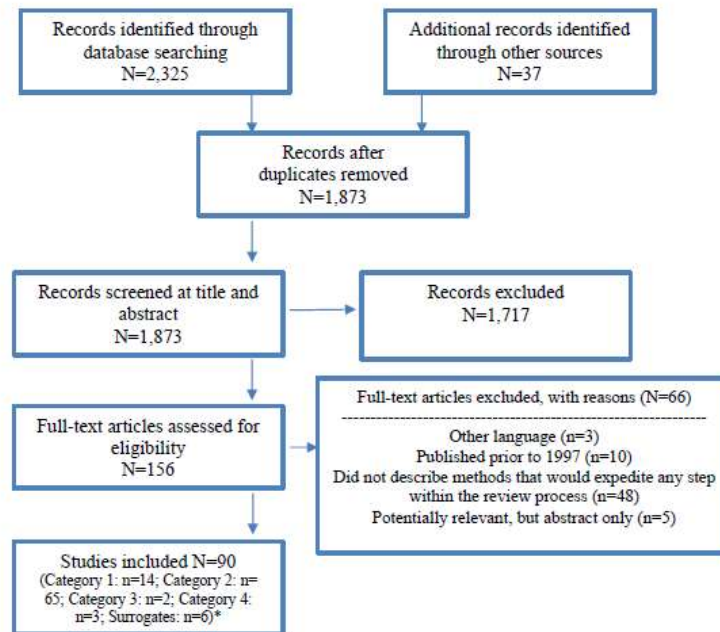 Records identified through
database searching
N=2,325
Additional records identified
through other sources
N=37
Records after
duplicates removed
N=1,873
Records screened at title and
abstract
N=1,873
Records excluded
N=1,717
Full-text articles assessed for
eligibility
N=156
Full-text articles excluded, with reasons (N=66)
Other language (n=3)
Published prior to 1997 (n=10)
Did not describe methods that would expedite any step
within the review process (n=48)
Potentially relevant, but abstract only (n=5)
Studies included N=90
(Category 1: n=14; Category 2: n=
65; Category 3: n=2; Category 4:
n=3; Surrogates: n=6)*